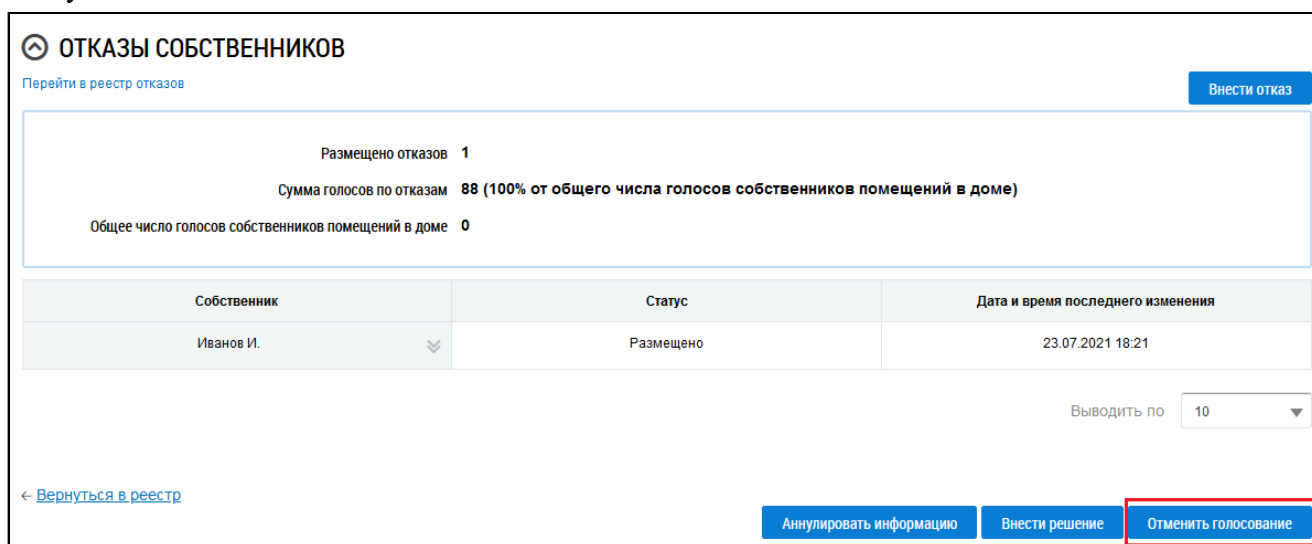 ОТКАЗЫ СОБСТВЕННИКОВ
Перейти в реестр отказов
Внести отказ
Размещено отказов 1
Сумма голосов по отказам 88 (100% от общего числа голосов собственников помещений в доме)
Общее число голосов собственников помещений в доме 0
Собственник Статус Дата и время последнего изменения
Иванов И. Размещено 23.07.2021 18:21
Выводить по 10
← Вернуться в реестр
Аннулировать информацию Внести решение Отменить голосование